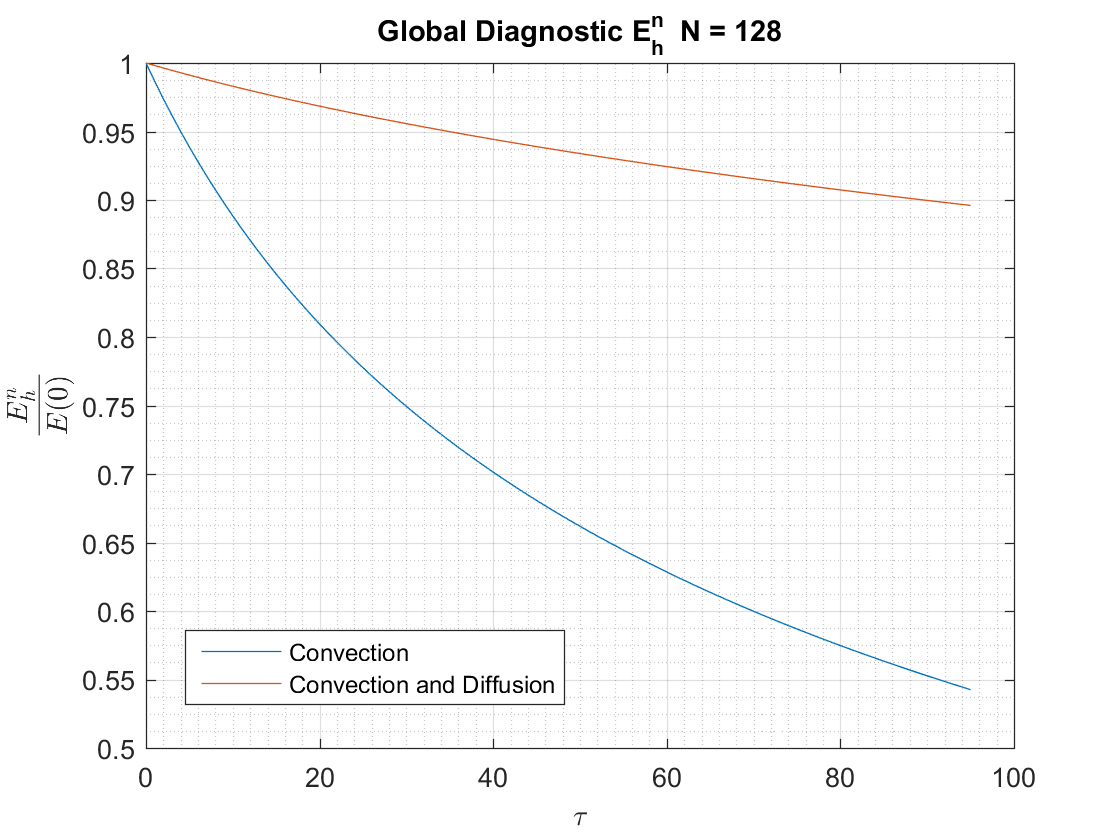 Global Diagnostic E_h^n N = 128
1
0.95
0.9
0.85
0.8
0.75
0.7
0.65
0.6
0.55
0.5
E_h^n
E(0)
Convection
Convection and Diffusion
0 20 40 60 80 100
τ